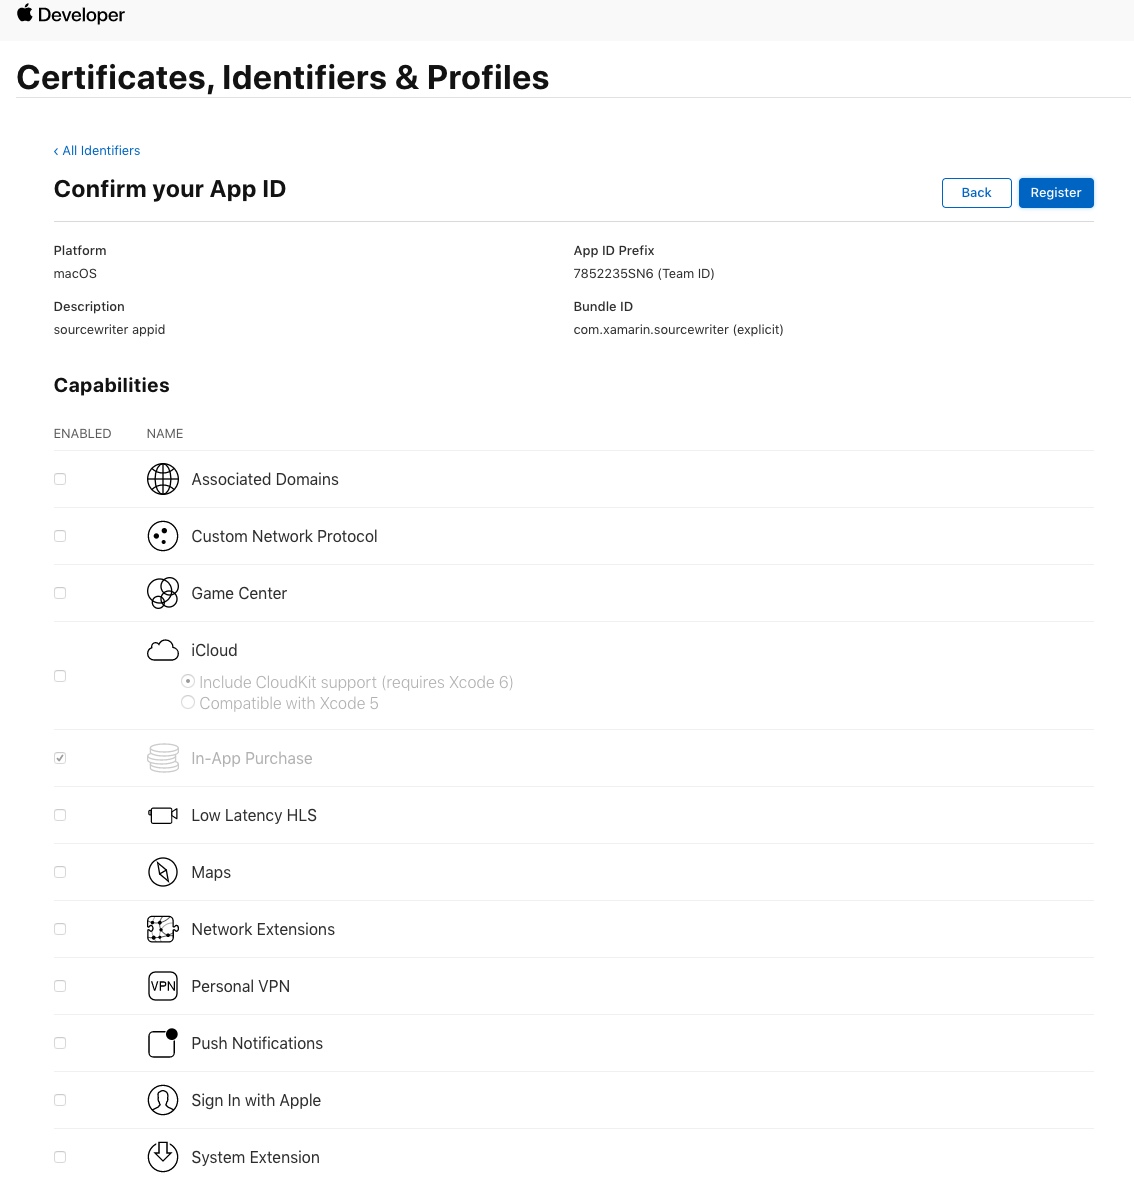 Developer
Certificates, Identifiers & Profiles
‹ All Identifiers
Confirm your App ID
Back
Register
Platform
macOS
App ID Prefix
7852235SN6 (Team ID)
Description
sourcewriter appid
Bundle ID
com.xamarin.sourcewriter (explicit)
Capabilities
ENABLED NAME
Associated Domains
Custom Network Protocol
Game Center
iCloud
Include CloudKit support (requires Xcode 6)
Compatible with Xcode 5
In-App Purchase
Low Latency HLS
Maps
Network Extensions
VPN Personal VPN
Push Notifications
Sign In with Apple
System Extension